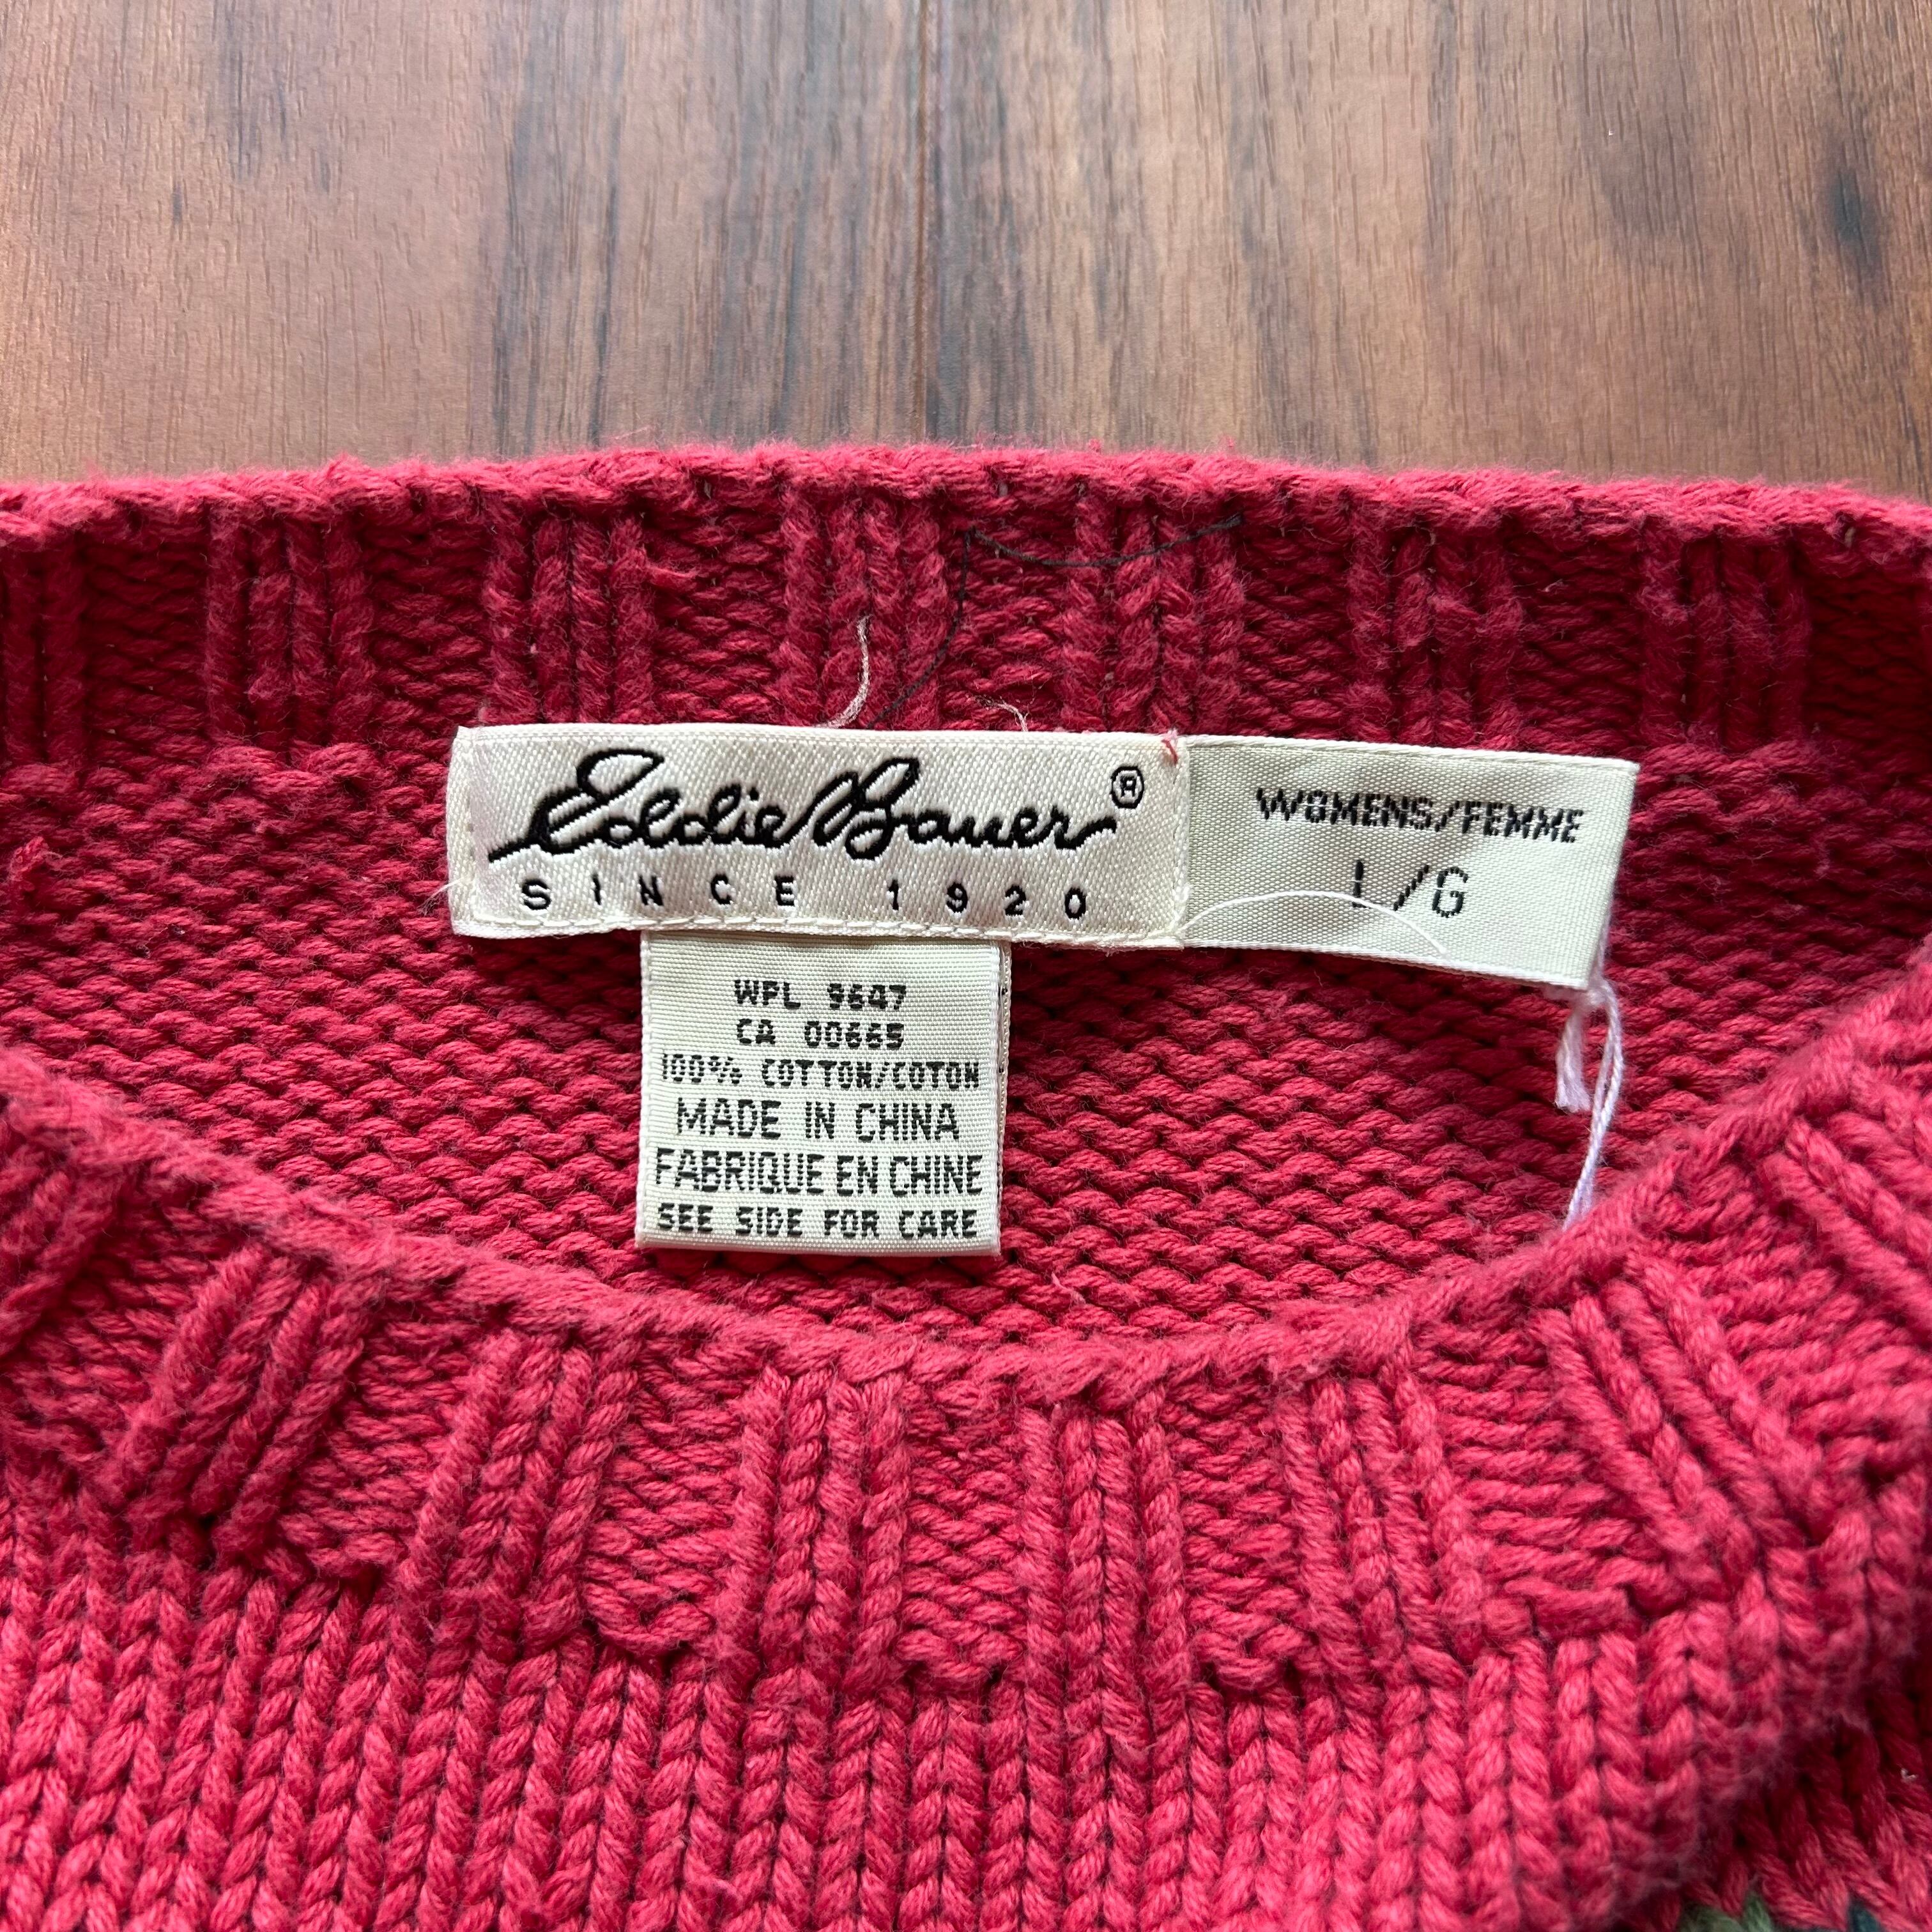 Eddie Bauer®
SINCE 1920
WOMENS/FEMME
L/G
WPL 9647
CA 00665
100% COTTON/COTON
MADE IN CHINA
FABRIQUE EN CHINE
SEE SIDE FOR CARE